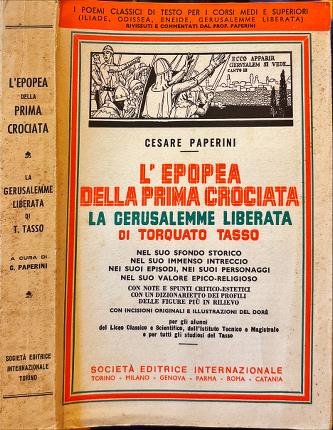 L'EPOPEA
DELLA
PRIMA
CROCIATA
LA
GERUSALEMME
LIBERATA
DI
T. TASSO
A CURA DI
C. PAPERINI
SOCIETÀ EDITRICE
INTERNAZIONALE
TORINO
I POEMI CLASSICI DI TESTO PER I CORSI MEDI E SUPERIORI
(ILIADE, ODISSEA, ENEIDE, GERUSALEMME LIBERATA)
RIVISSUTI E COMMENTATI DAL PROF. PAPERINI
ECCO APPARIR
GERUSALEM SI VEDE...
CANTO III
CESARE PAPERINI
L'EPOPEA
DELLA PRIMA CROCIATA
LA GERUSALEMME LIBERATA
DI TORQUATO TASSO
NEL SUO SFONDO STORICO
NEL SUO IMMENSO INTRECCIO
NEI SUOI EPISODI, NEI SUOI PERSONAGGI
NEL SUO VALORE EPICO-RELIGIOSO
CON NOTE E SPUNTI CRITICO-ESTETICI
CON UN DIZIONARIETTO DEI PROFILI
DELLE FIGURE PIÙ IN RILIEVO
CON INCISIONI ORIGINALI E ILLUSTRAZIONI DEL DORÉ
per gli alunni
del Liceo Classico e Scientifico, dell'Istituto Tecnico e Magistrale
e per tutti gli studiosi del Tasso
SOCIETÀ EDITRICE INTERNAZIONALE
TORINO - MILANO - GENOVA - PARMA - ROMA - CATANIA